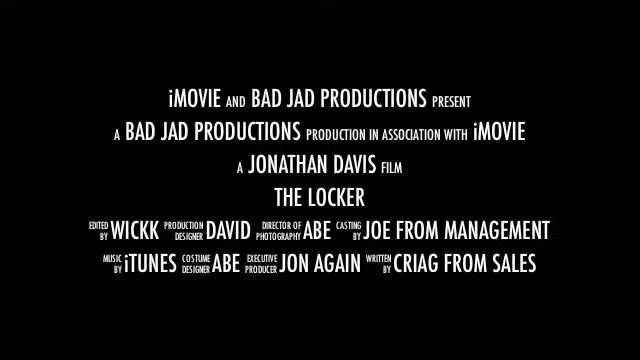 iMOVIE AND BAD JAD PRODUCTIONS PRESENT
A BAD JAD PRODUCTIONS PRODUCTION IN ASSOCIATION WITH iMOVIE
A JONATHAN DAVIS FILM
THE LOCKER
EDITED BY WICKK PRODUCTION DESIGNER DAVID DIRECTOR OF PHOTOGRAPHY ABE CASTING BY JOE FROM MANAGEMENT
MUSIC BY iTUNES COSTUME DESIGNER ABE EXECUTIVE PRODUCER JON AGAIN WRITTEN BY CRIAG FROM SALES